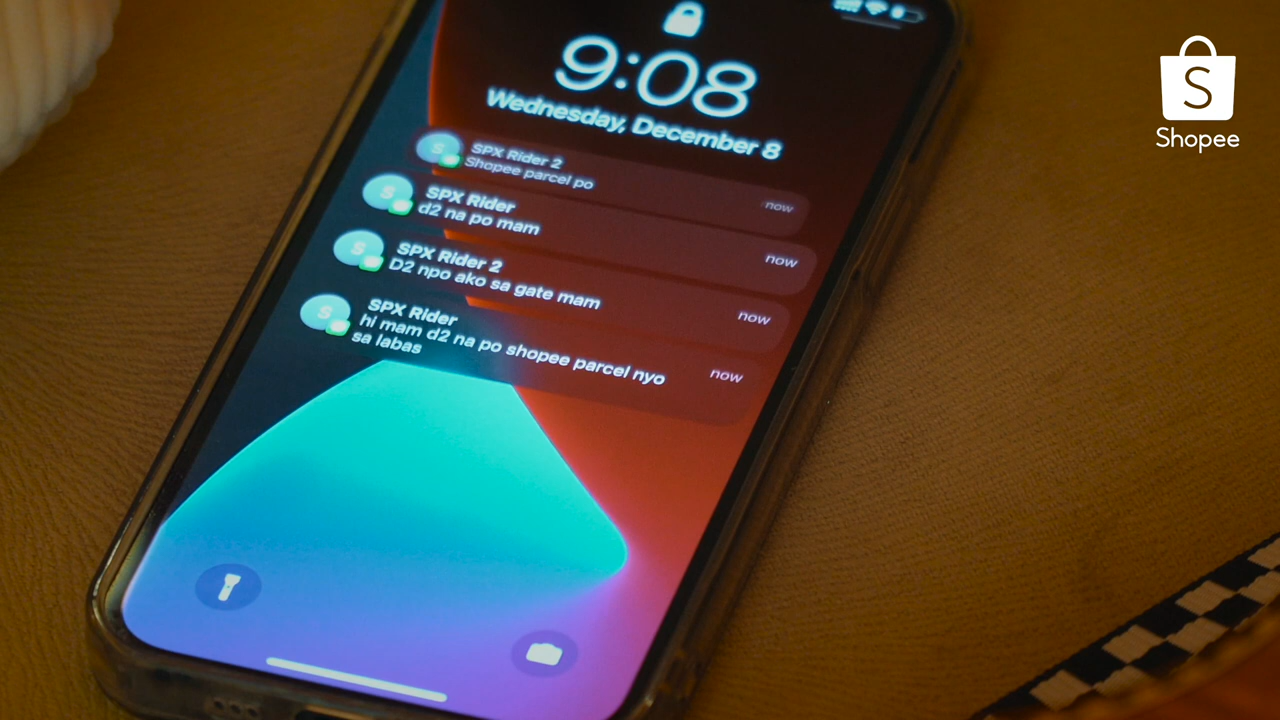 9:08
Wednesday, December 8
SPX Rider 2
Shopee parcel po
now
SPX Rider
d2 na po mam
now
SPX Rider 2
D2 npo ako sa gate mam
now
SPX Rider
hi mam d2 na po shopee parcel nyo
sa labas
now
S
Shopee